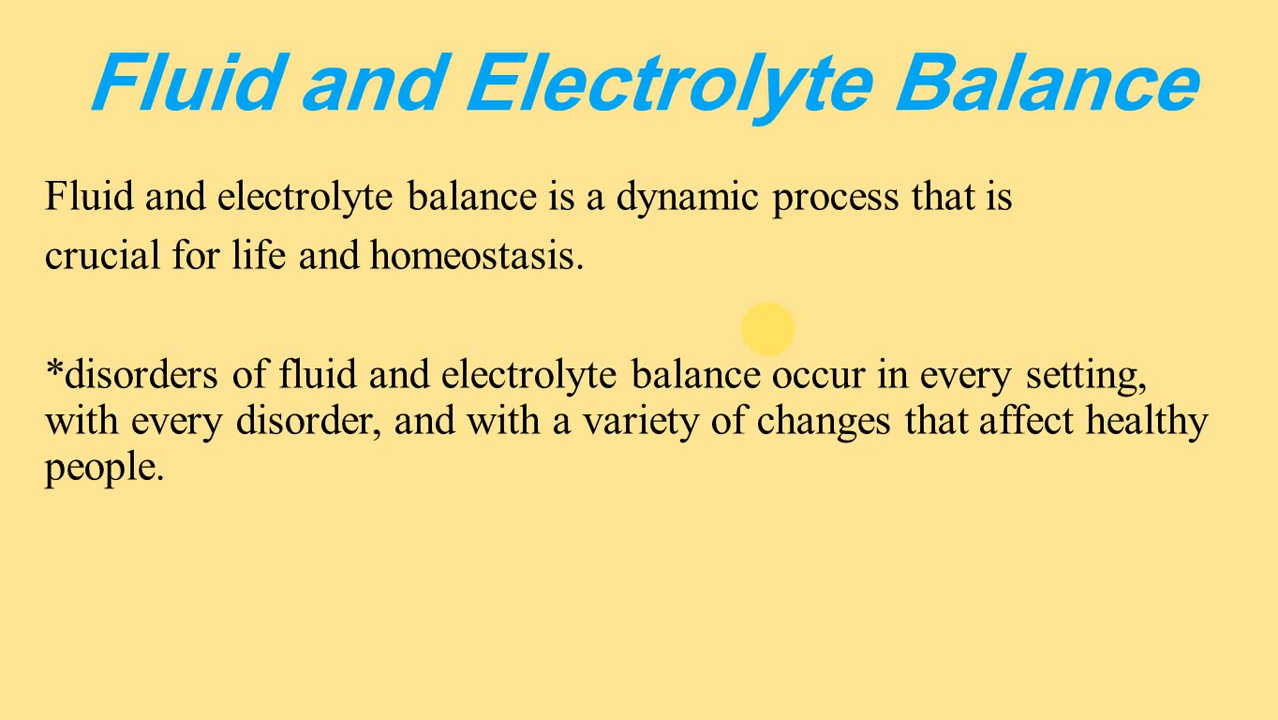 Fluid and Electrolyte Balance
Fluid and electrolyte balance is a dynamic process that is
crucial for life and homeostasis.
*disorders of fluid and electrolyte balance occur in every setting,
with every disorder, and with a variety of changes that affect healthy
people.